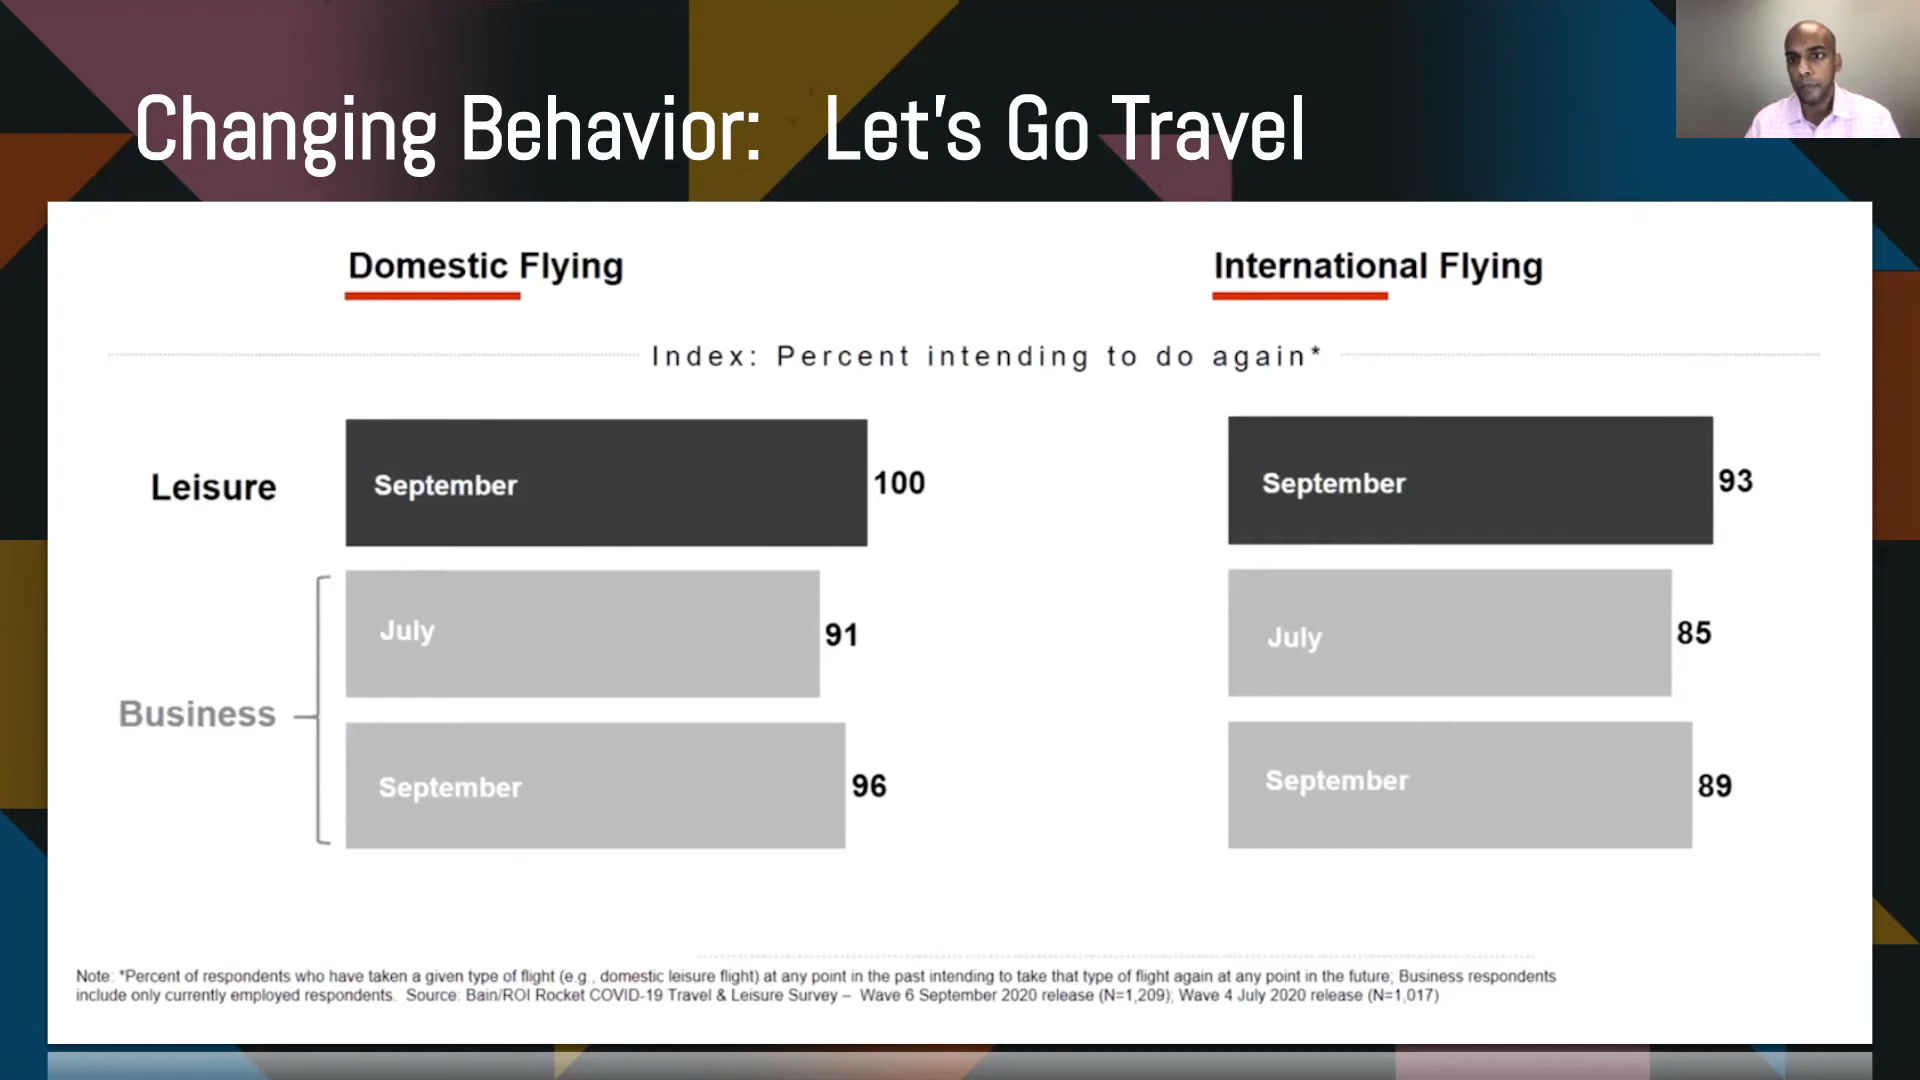 Changing Behavior: Let's Go Travel
Domestic Flying
International Flying
Index: Percent intending to do again*
Leisure
September
100
September
93
Business
July
91
July
85
September
96
September
89
Note: *Percent of respondents who have taken a given type of flight (e.g., domestic leisure flight) at any point in the past intending to take that type of flight again at any point in the future; Business respondents
include only currently employed respondents. Source: Bain/ROI Rocket COVID-19 Travel & Leisure Survey – Wave 6 September 2020 release (N=1,209); Wave 4 July 2020 release (N=1,017)